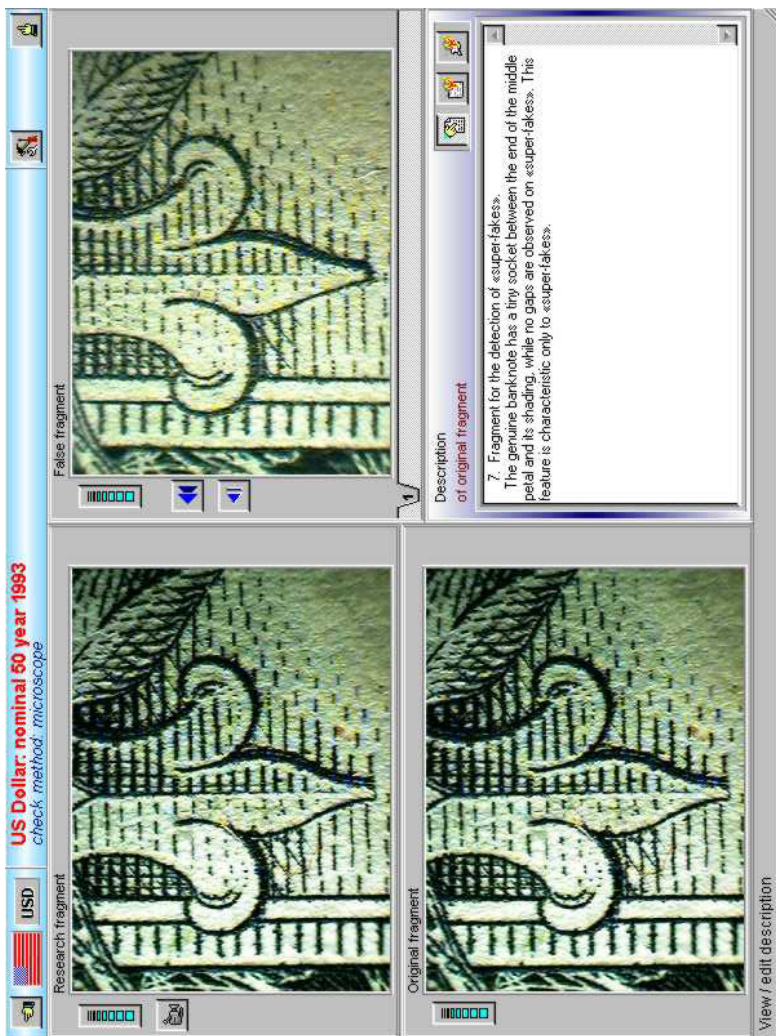 USD
US Dollar: nominal 50 year 1993
check method: microscope
Research fragment
False fragment
1
Original fragment
Description
of original fragment
7. Fragment for the detection of «super-fakes».
The genuine banknote has a tiny socket between the end of the middle
petal and its shading, while no gaps are observed on «super-fakes». This
feature is characteristic only to «super-fakes».
View / edit description